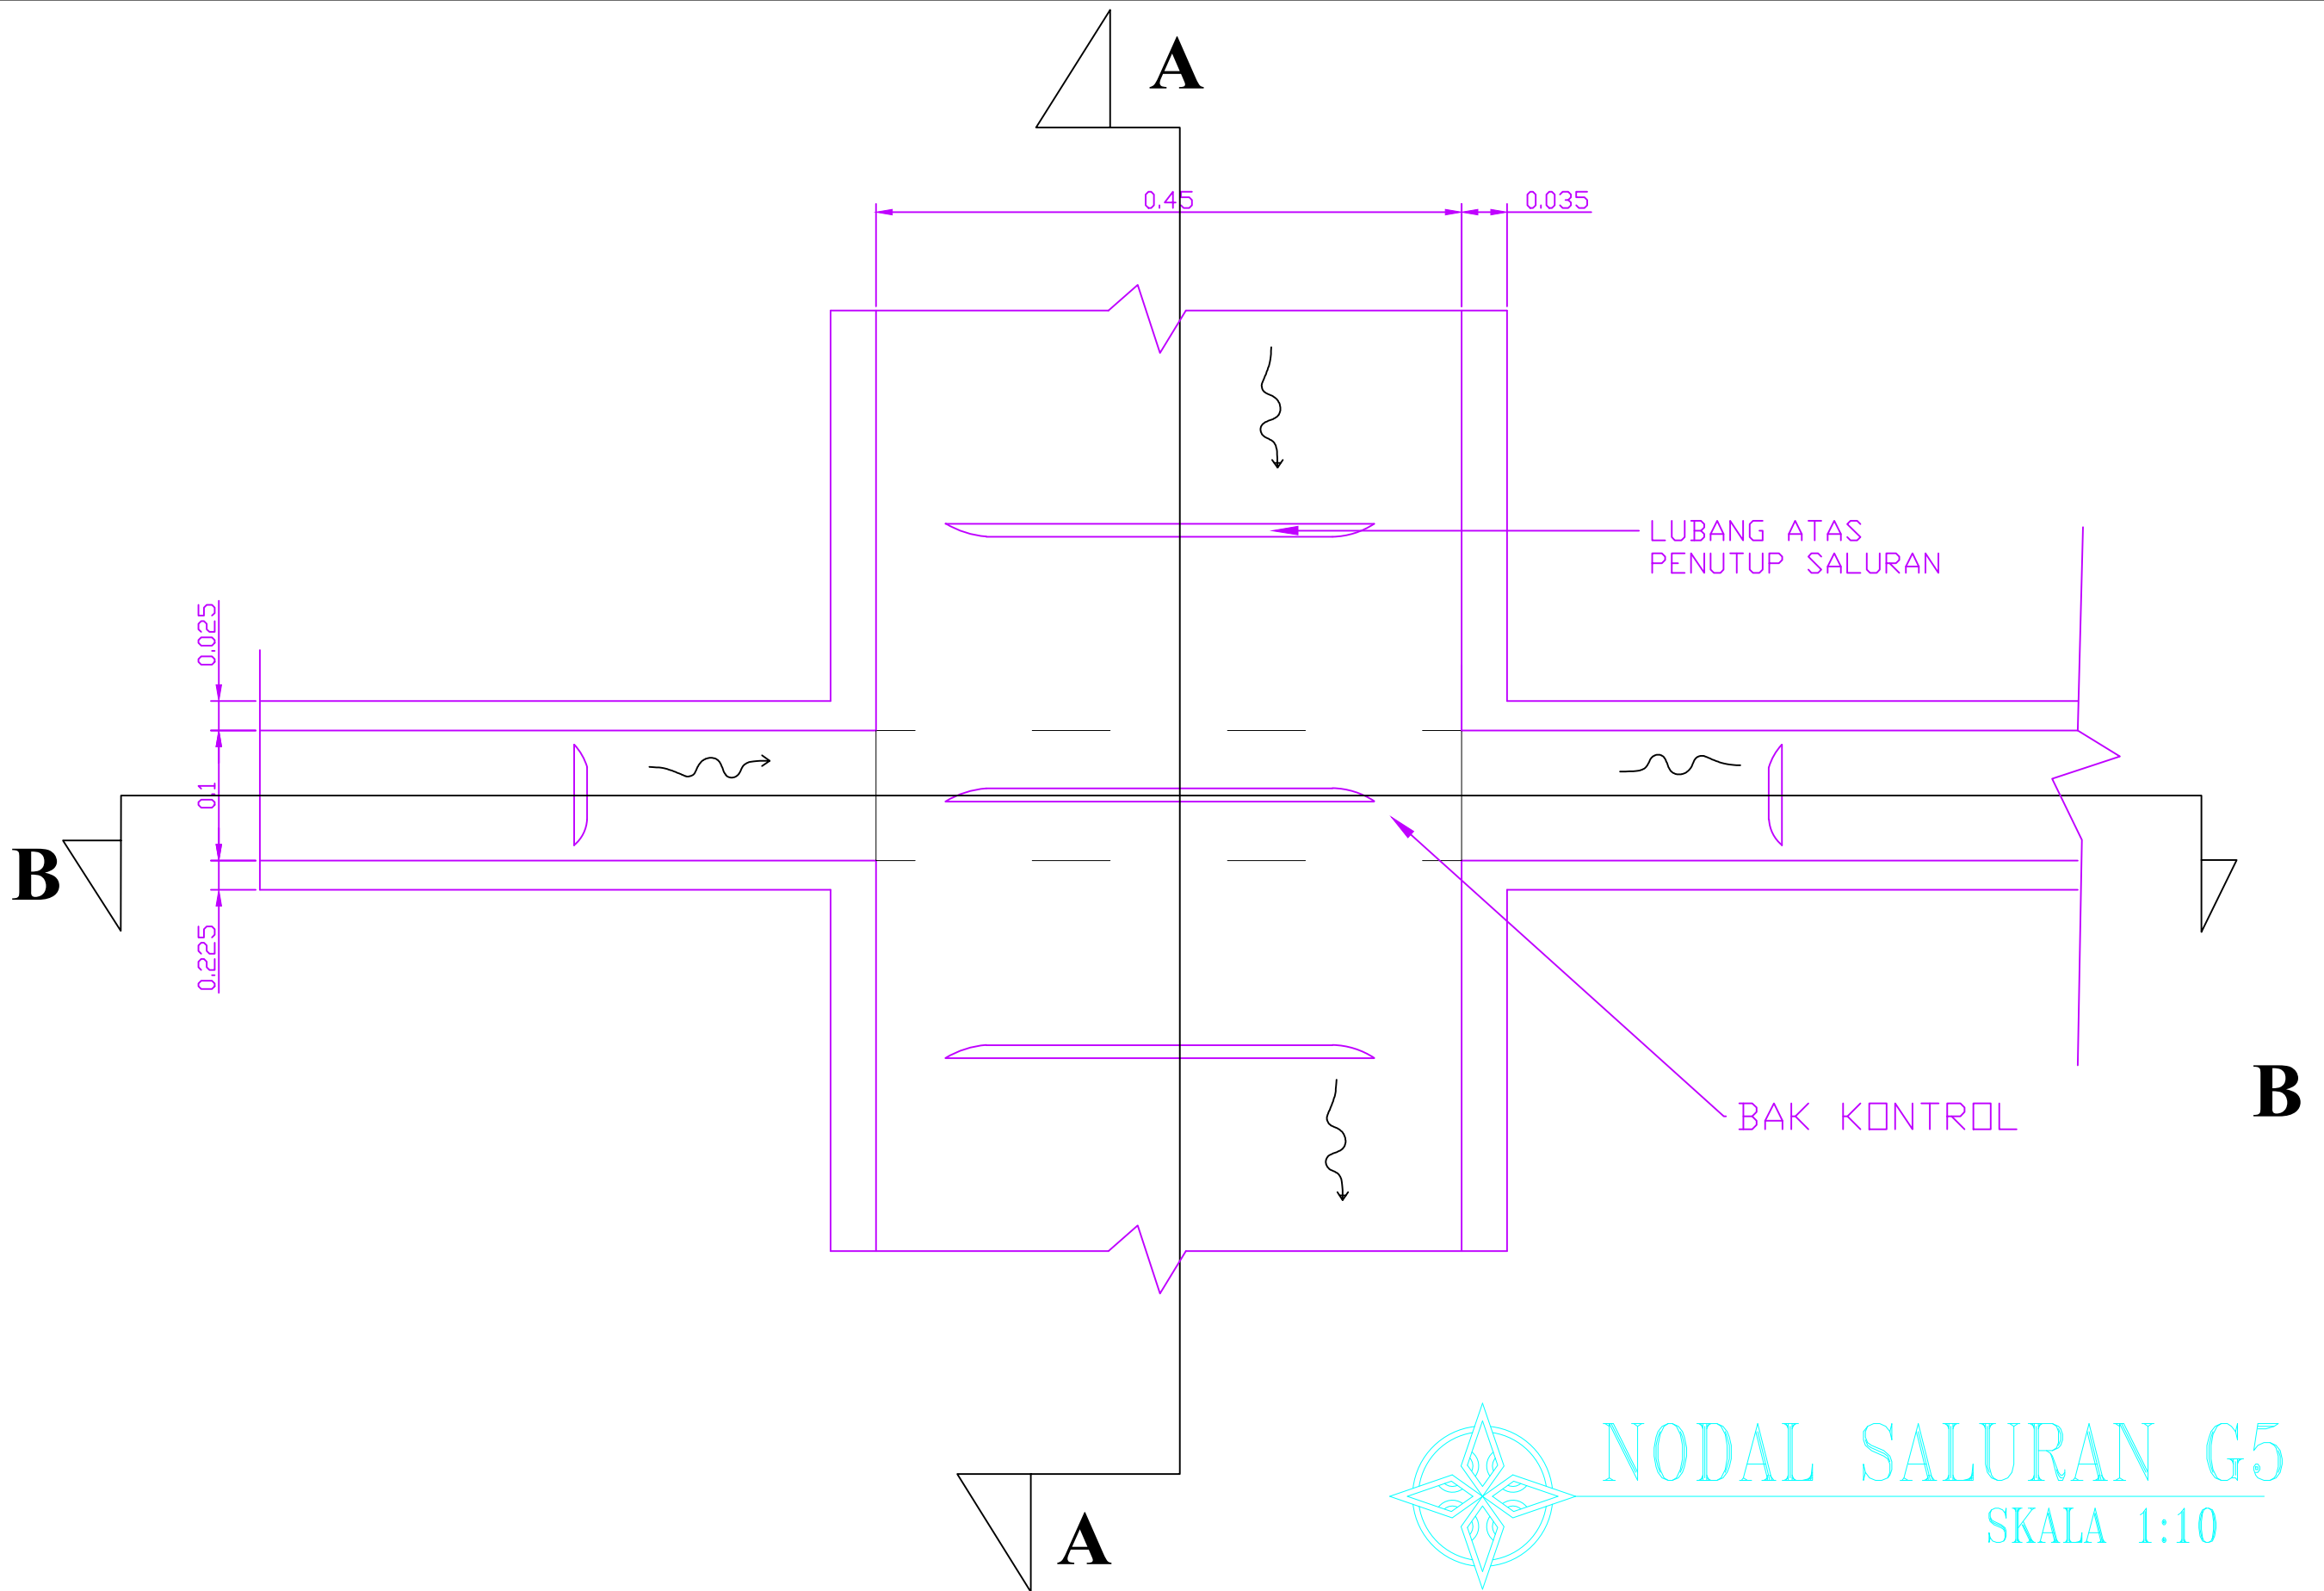 A
0.45
0.035
LUBANG ATAS
PENUTUP SALURAN
0.025
0.1
0.225
B
B
BAK KONTROL
NODAL SALURAN G5
SKALA 1:10
A